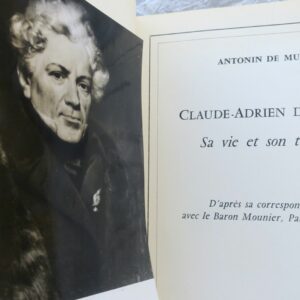 ANTONIN DE MU
CLAUDE-ADRIEN D
Sa vie et son t
D'après sa correspon
avec le Baron Mounier, Pa